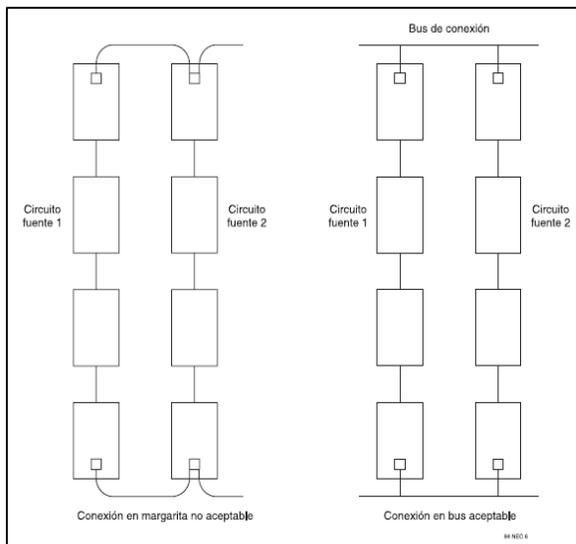 Bus de conexión
Circuito
fuente 1
Circuito
fuente 2
Circuito
fuente 1
Circuito
fuente 2
Conexión en margarita no aceptable
Conexión en bus aceptable
84 NEC 6